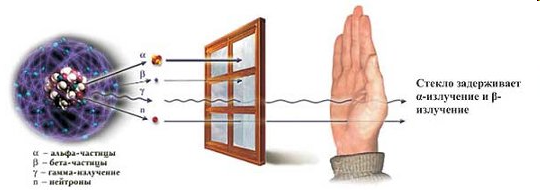 α
β
γ
n
Стекло задерживает
α-излучение и β-
излучение
α – альфа-частицы
β – бета-частицы
γ – гамма-излучение
n – нейтроны